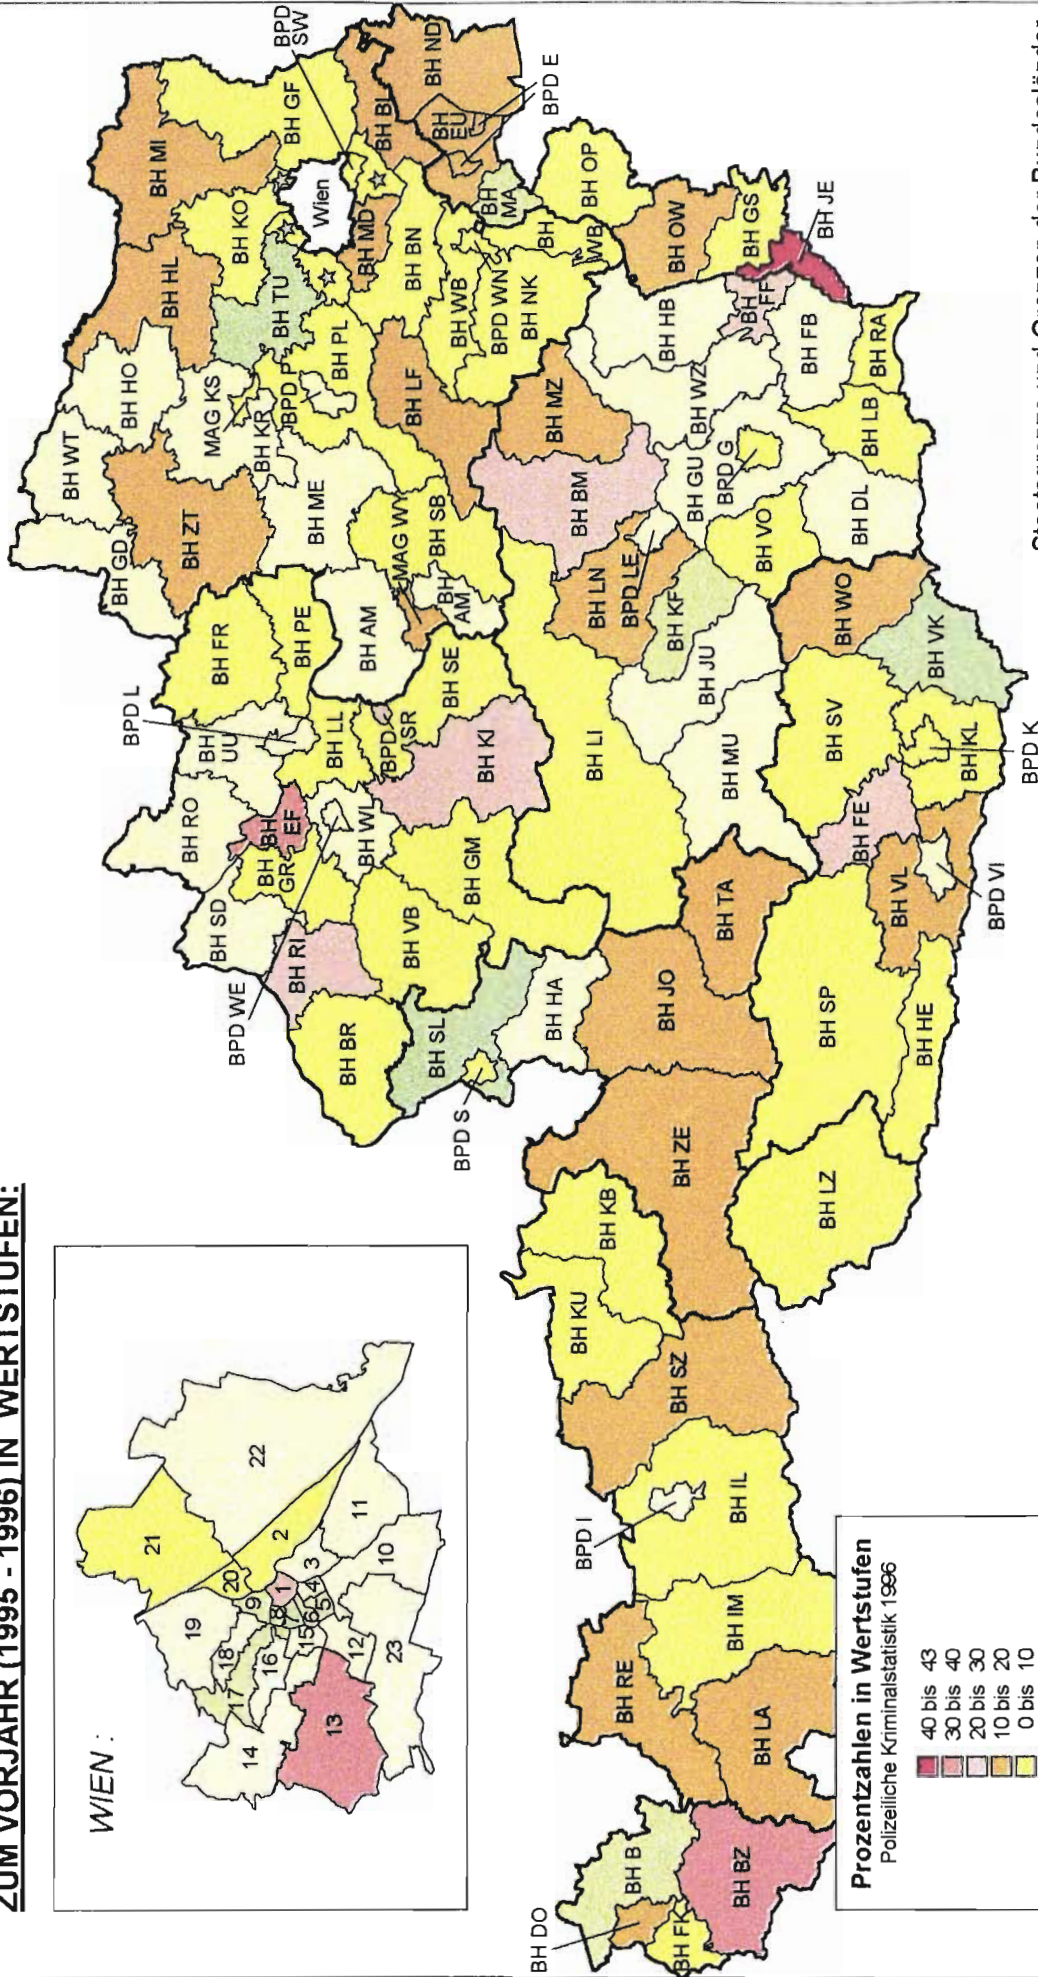 ZUM VORJAHR (1995 - 1996) IN WERTSTUFEN:
WIEN :
21
22
20
2
19
9
1
3
11
18
8
4
17
16
6
5
10
15
14
12
13
23
BPD
SW
BH MI
BH GF
BH ND
BH BL
BH
EU
BPD E
BH HL
BH KO
Wien
BH MD
BH
MA
BH OP
BH TU
BH BN
BH
WB
BH OW
BH GS
BH JE
BH WT
BH HO
MAG KS
BH KR
BPD P
BH PL
BH LF
BH WB
BPD WN
BH NK
BH HB
BH
FF
BH FB
BH RA
BH GD
BH ZT
BH ME
MAG WY
BH SB
BH MZ
BH WZ
BH GU
BRD G
BH LB
BH FR
BH PE
BH AM
BH
AM
BH BM
BH LN
BPD LE
BH VO
BH DL
BPD L
BH
UU
BH LL
BPD
SR
BH SE
BH KI
BH LI
BH KF
BH JU
BH MU
BH WO
BH VK
BH RO
BH
EF
BH
GR
BH WL
BH GM
BH SV
BH KL
BPD K
BH SD
BH RI
BPD WE
BH VB
BH TA
BH FE
BH VL
BPD VI
BH BR
BH SL
BPD S
BH HA
BH JO
BH SP
BH HE
BH ZE
BH LZ
BH KB
BH KU
BH SZ
BPD I
BH IL
BH IM
BH RE
BH LA
BH B
BH DO
BH FK
BH BZ
Prozentzahlen in Wertstufen
Polizeiliche Kriminalstatistik 1996
40 bis 43
30 bis 40
20 bis 30
10 bis 20
0 bis 10